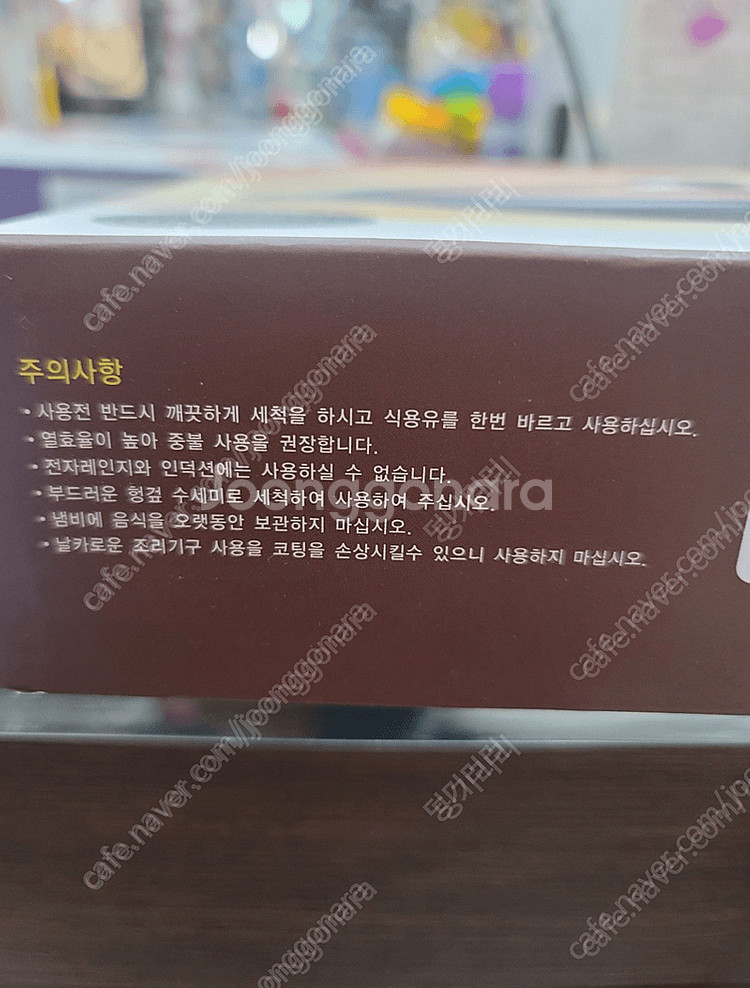 주의사항
• 사용전 반드시 깨끗하게 세척을 하시고 식용유를 한번 바르고 사용하십시오.
• 열효율이 높아 중불 사용을 권장합니다.
• 전자레인지와 인덕션에는 사용하실 수 없습니다.
• 부드러운 헝겊 수세미로 세척하여 사용하여 주십시오.
• 냄비에 음식을 오랫동안 보관하지 마십시오.
• 날카로운 조리기구 사용을 코팅을 손상시킬수 있으니 사용하지 마십시오.
Joonggonara
cafe.naver.com/joonggonara